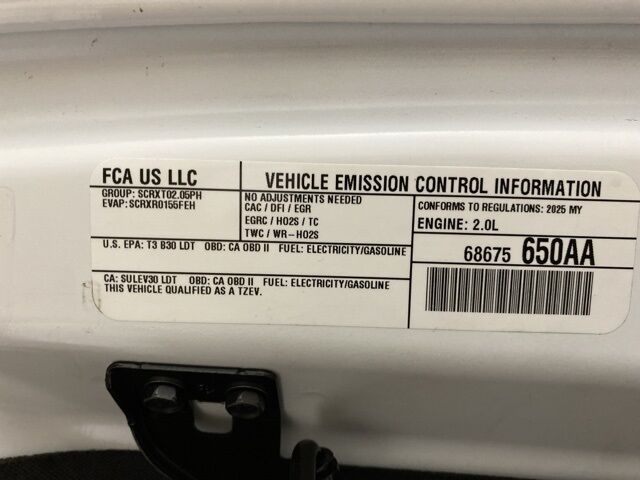 FCA US LLC
GROUP: SCRXT02.05PH
EVAP: SCRXR0155FEH
VEHICLE EMISSION CONTROL INFORMATION
NO ADJUSTMENTS NEEDED
CAC / DFI / EGR
EGRC / HO2S / TC
TWC / WR-HO2S
CONFORMS TO REGULATIONS: 2025 MY
ENGINE: 2.0L
U.S. EPA: T3 B30 LDT OBD: CA OBD II FUEL: ELECTRICITY/GASOLINE
68675 650AA
CA: SULEV30 LDT OBD: CA OBD II FUEL: ELECTRICITY/GASOLINE
THIS VEHICLE QUALIFIED AS A TZEV.